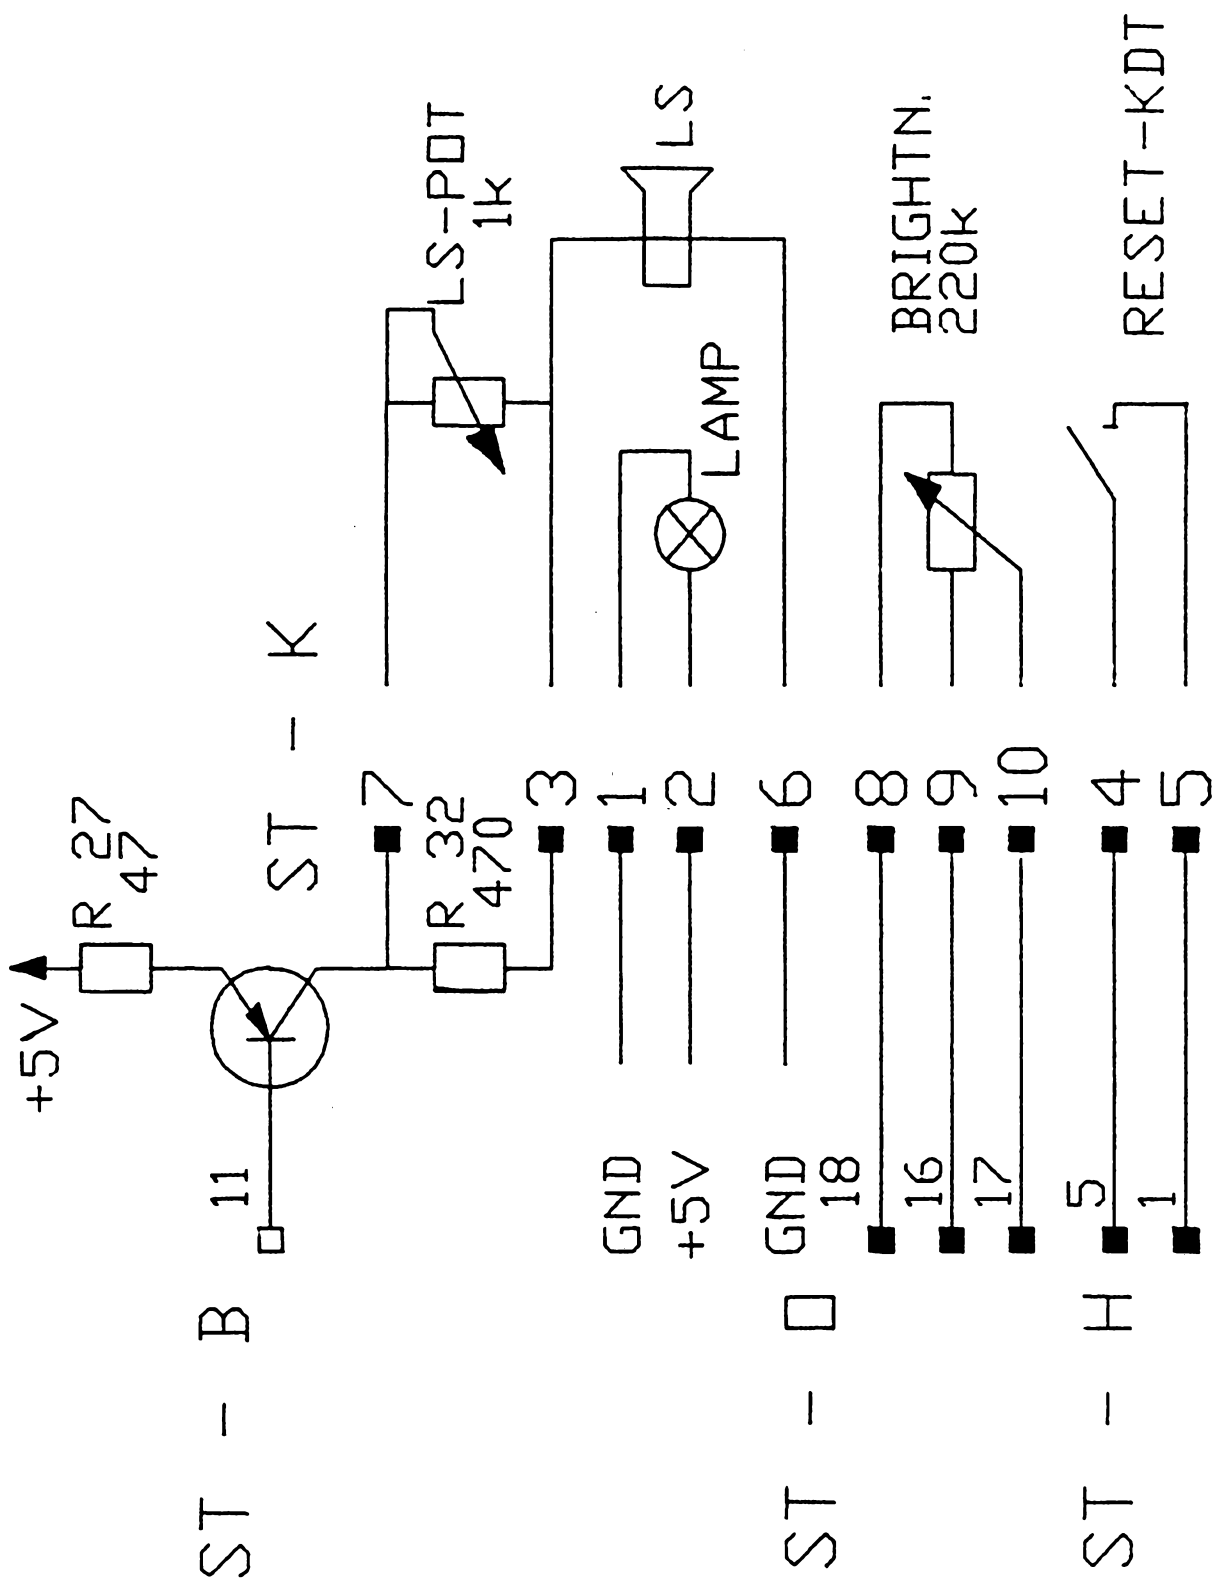 +5V
R 27
47
ST - B
11
ST - K
7
LS-POT
1K
R 32
470
3
GND
1
+5V
2
LAMP
LS
GND
6
ST - O
18
8
16
9
17
10
BRIGHTN.
220K
ST - H
5
4
1
5
RESET-KDT